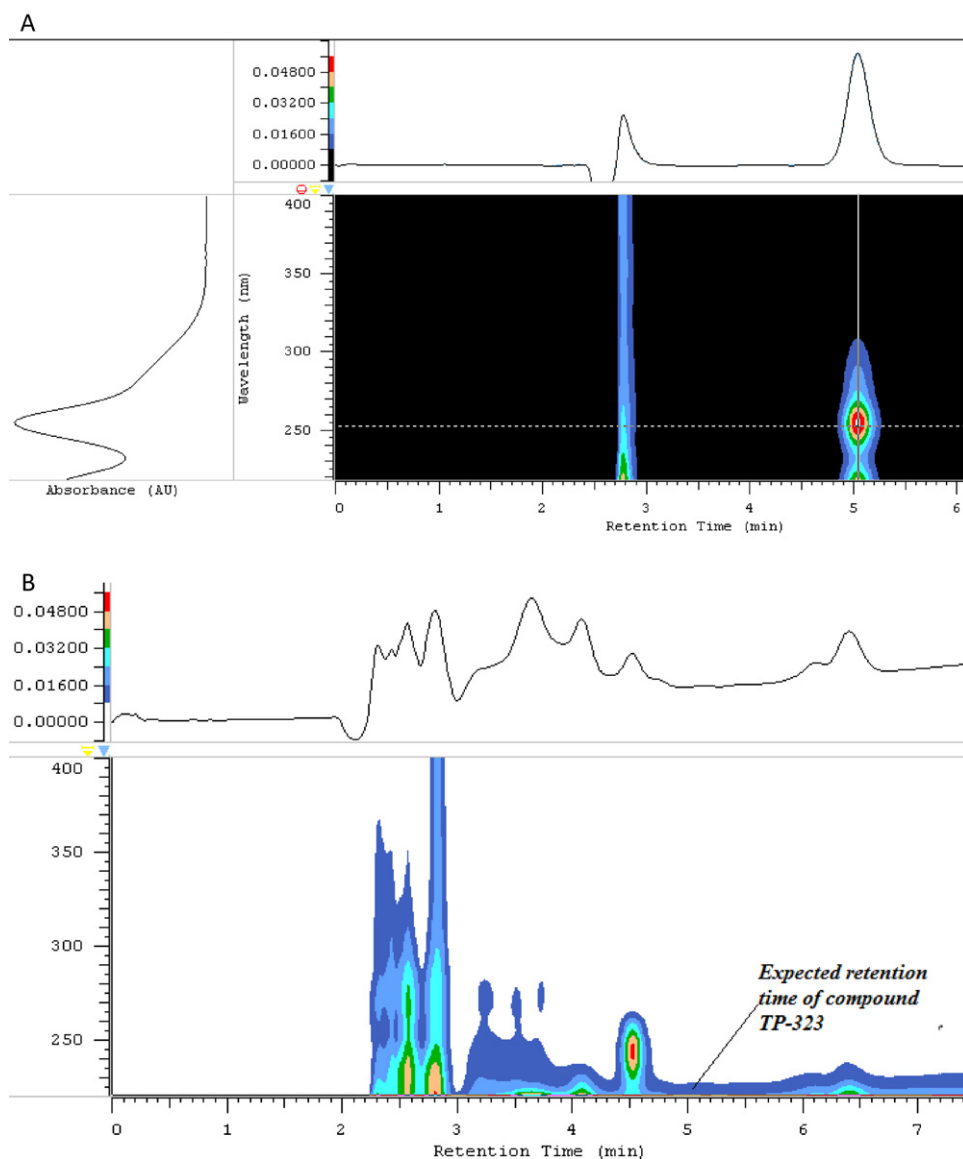 A
0.04800
0.03200
0.01600
0.00000
Wavelength (nm)
400
350
300
250
Absorbance (AU)
0 1 2 3 4 5 6
Retention Time (min)
B
0.04800
0.03200
0.01600
0.00000
400
350
300
250
Expected retention
time of compound
TP-323
0 1 2 3 4 5 6 7
Retention Time (min)